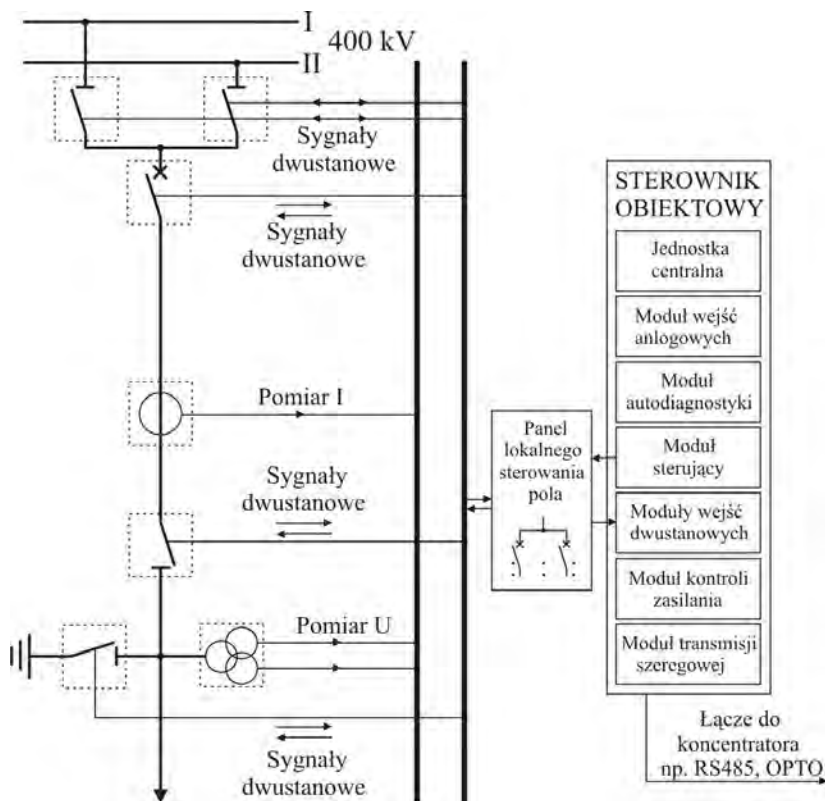 I
400 kV
II
Sygnały
dwustanowe
Sygnały
dwustanowe
Pomiar I
Sygnały
dwustanowe
Pomiar U
Sygnały
dwustanowe
Panel
lokalnego
sterowania
pola
STEROWNIK
OBIEKTOWY
Jednostka
centralna
Moduł wejść
anlogowych
Moduł
autodiagnostyki
Moduł
sterujący
Moduły wejść
dwustanowych
Moduł kontroli
zasilania
Moduł transmisji
szeregowej
Łącze do
koncentratora
np. RS485, OPTO